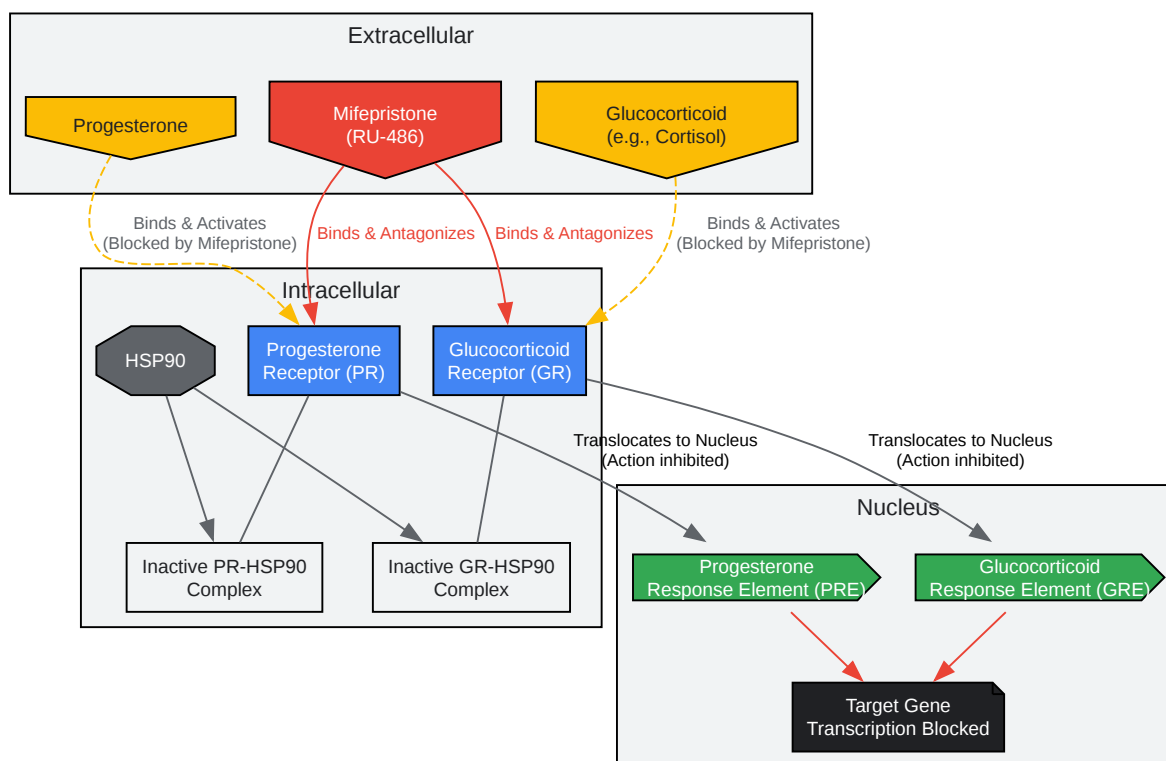 Extracellular
Progesterone
Mifepristone
(RU-486)
Glucocorticoid
(e.g., Cortisol)
Binds & Activates
(Blocked by Mifepristone)
Binds & Antagonizes
Binds & Antagonizes
Binds & Activates
(Blocked by Mifepristone)
Intracellular
HSP90
Progesterone
Receptor (PR)
Glucocorticoid
Receptor (GR)
Translocates to Nucleus
(Action inhibited)
Translocates to Nucleus
(Action inhibited)
Nucleus
Inactive PR-HSP90
Complex
Inactive GR-HSP90
Complex
Progesterone
Response Element (PRE)
Glucocorticoid
Response Element (GRE)
Target Gene
Transcription Blocked